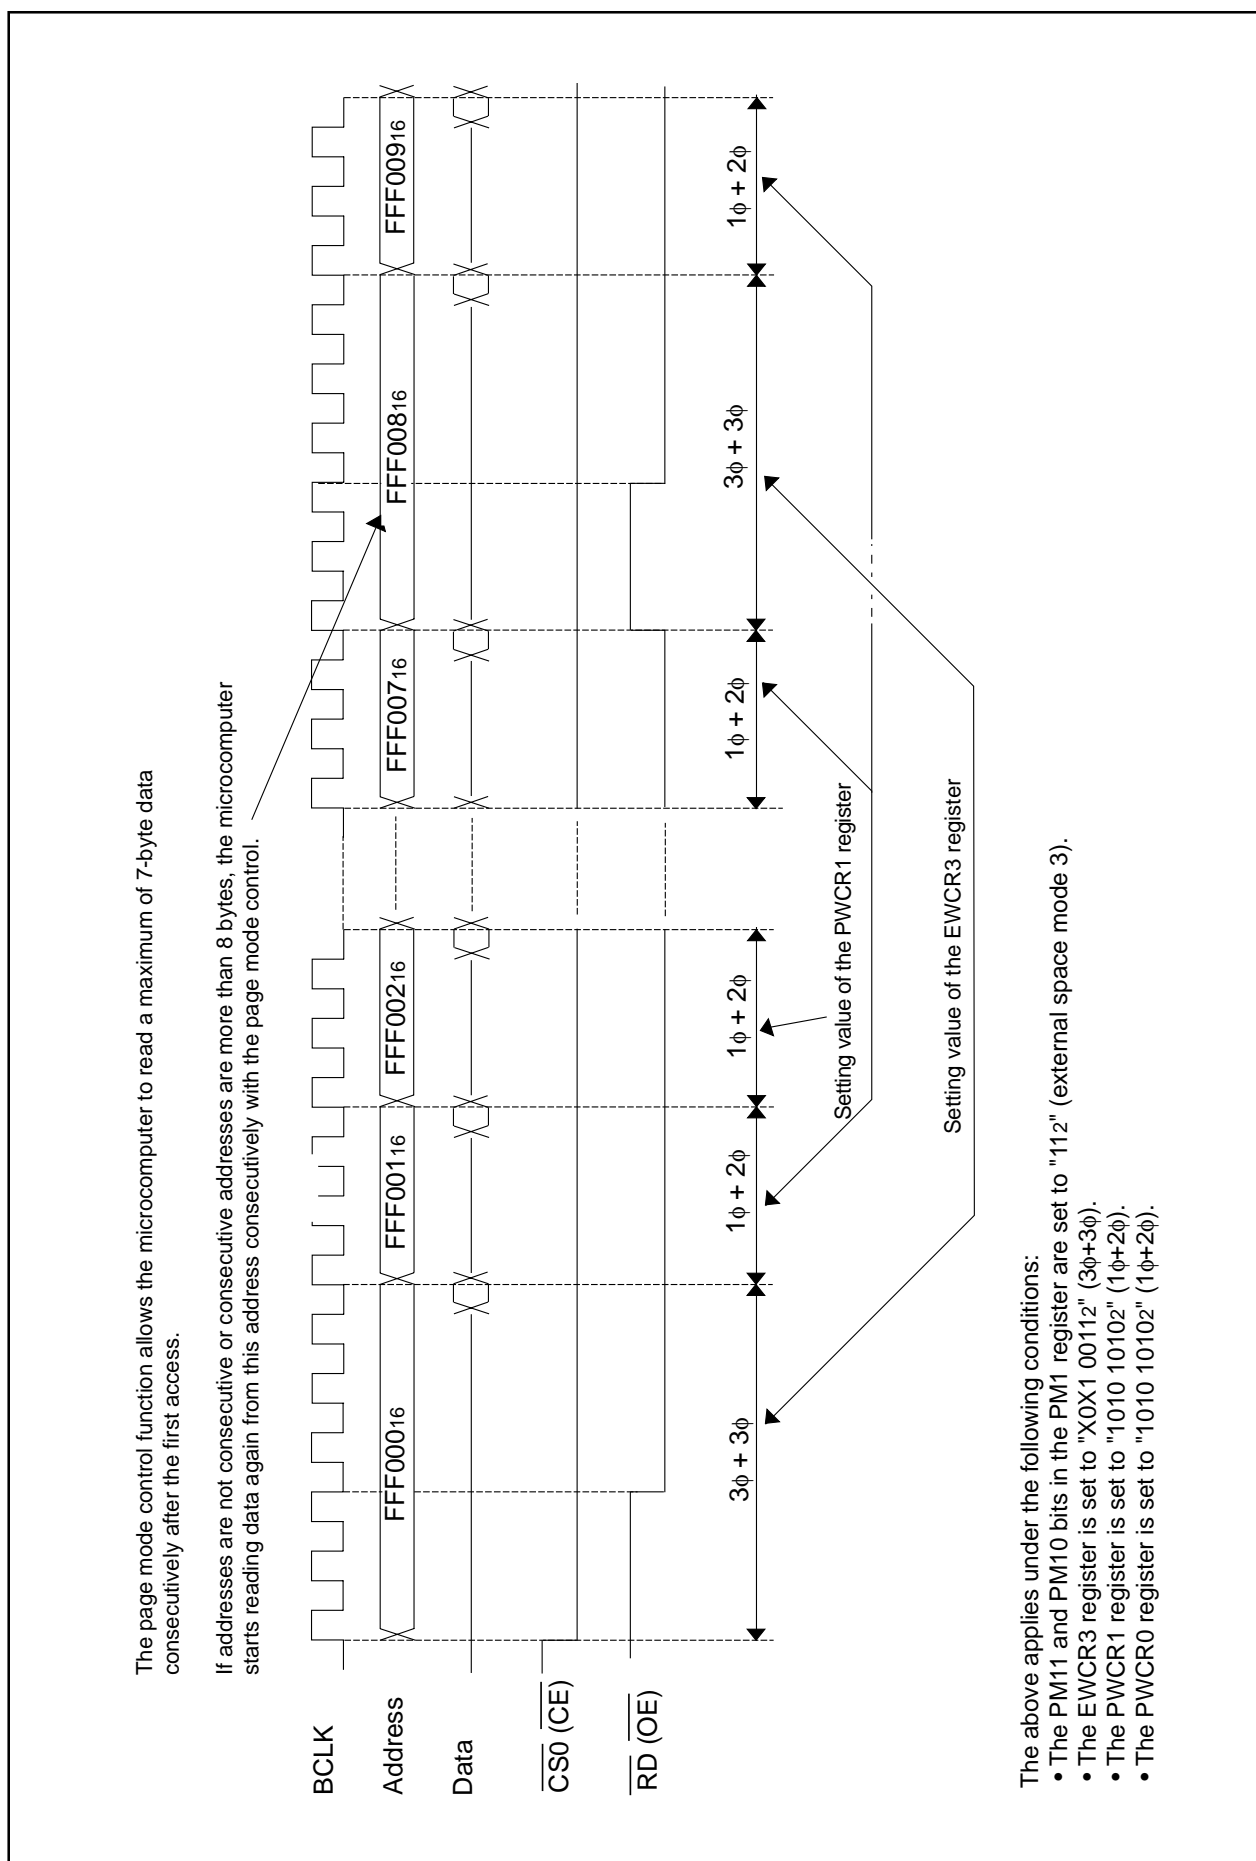 The page mode control function allows the microcomputer to read a maximum of 7-byte data
consecutively after the first access.
If addresses are not consecutive or consecutive addresses are more than 8 bytes, the microcomputer
starts reading data again from this address consecutively with the page mode control.
BCLK
Address
FFF00016
FFF00116
FFF00216
FFF00716
FFF00816
FFF00916
Data
CS0 (CE)
RD (OE)
3ϕ + 3ϕ
1ϕ + 2ϕ
1ϕ + 2ϕ
1ϕ + 2ϕ
3ϕ + 3ϕ
1ϕ + 2ϕ
Setting value of the PWCR1 register
Setting value of the EWCR3 register
The above applies under the following conditions:
• The PM11 and PM10 bits in the PM1 register are set to "112" (external space mode 3).
• The EWCR3 register is set to "X0X1 00112" (3ϕ+3ϕ).
• The PWCR1 register is set to "1010 10102" (1ϕ+2ϕ).
• The PWCR0 register is set to "1010 10102" (1ϕ+2ϕ).